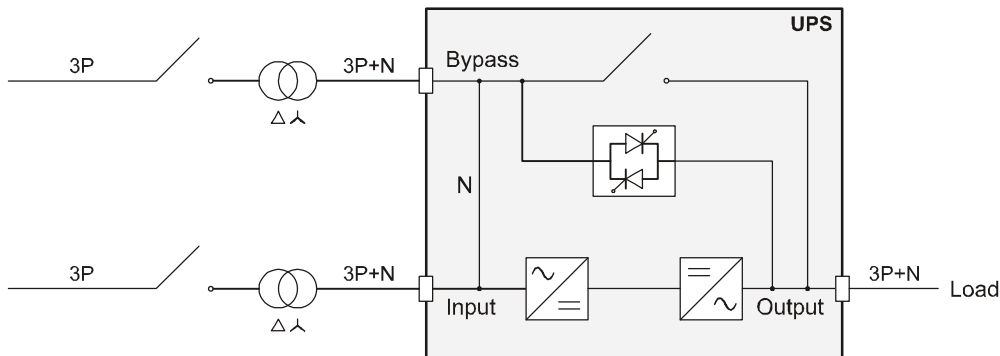 UPS
3P
3P+N
Bypass
N
3P
3P+N
Input
Output
3P+N
Load